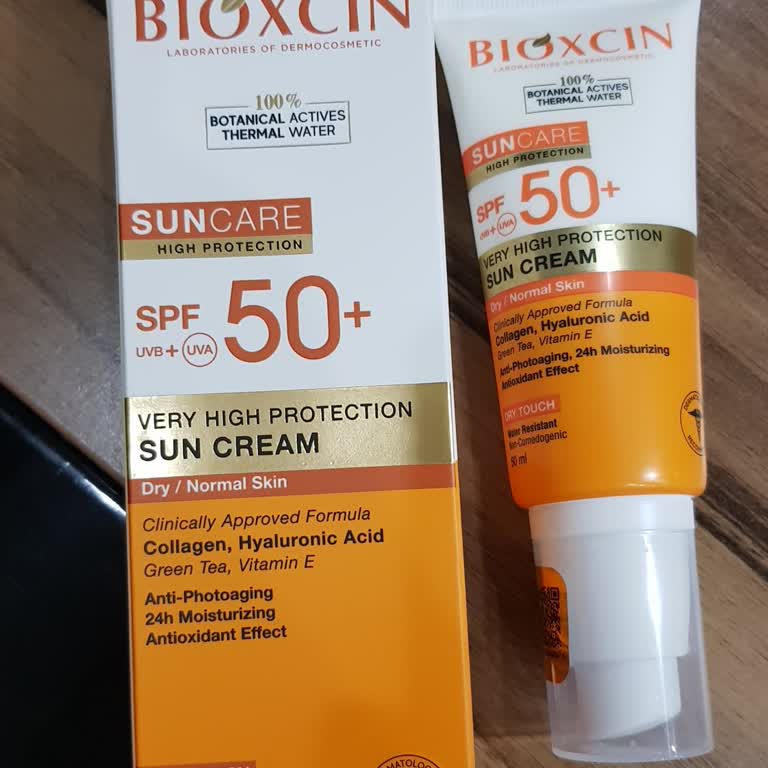 BIOXCIN
LABORATORIES OF DERMOCOSMETIC
100%
BOTANICAL ACTIVES
THERMAL WATER
SUNCARE
HIGH PROTECTION
SPF 50+
UVB + UVA
VERY HIGH PROTECTION
SUN CREAM
Dry / Normal Skin
Clinically Approved Formula
Collagen, Hyaluronic Acid
Green Tea, Vitamin E
Anti-Photoaging
24h Moisturizing
Antioxidant Effect
BIOXCIN
LABORATORIES OF DERMOCOSMETIC
100%
BOTANICAL ACTIVES
THERMAL WATER
SUNCARE
HIGH PROTECTION
SPF 50+
UVB + UVA
VERY HIGH PROTECTION
SUN CREAM
Dry / Normal Skin
Clinically Approved Formula
Collagen, Hyaluronic Acid
Green Tea, Vitamin E
Anti-Photoaging, 24h Moisturizing
Antioxidant Effect
DRY TOUCH
Water Resistant
Non-Comedogenic
50 ml